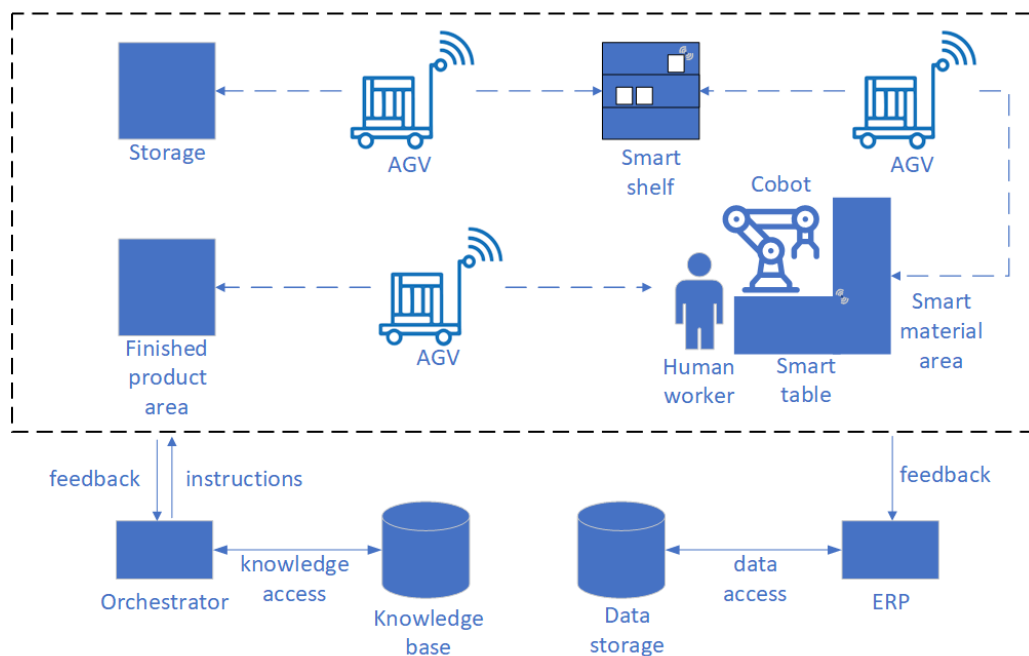 Storage
AGV
Smart
shelf
AGV
Cobot
Finished
product
area
AGV
Human
worker
Smart
table
Smart
material
area
feedback
instructions
feedback
Orchestrator
knowledge
access
Knowledge
base
Data
storage
data
access
ERP